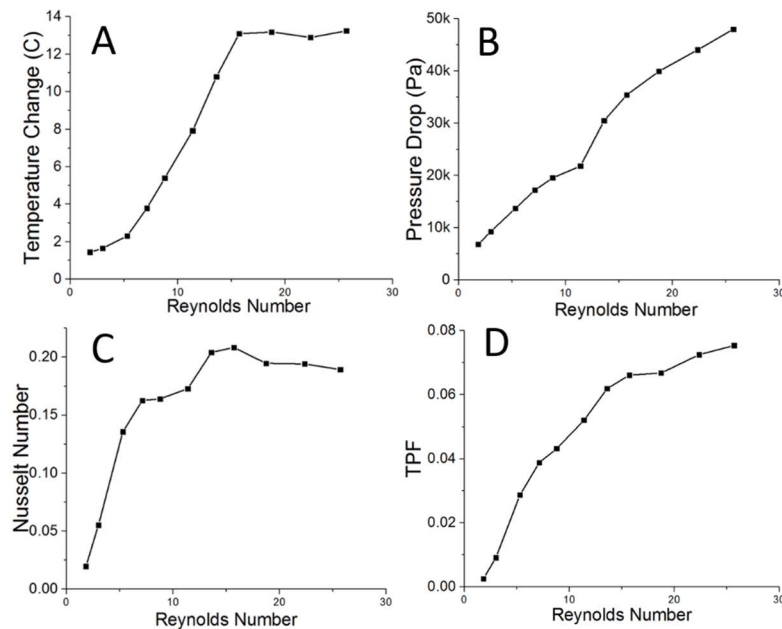 A
Temperature Change (C)
14
12
10
8
6
4
2
0
0 10 20 30
Reynolds Number
B
Pressure Drop (Pa)
50k
40k
30k
20k
10k
0
0 10 20 30
Reynolds Number
C
Nusselt Number
0.20
0.15
0.10
0.05
0.00
0 10 20 30
Reynolds Number
D
TPF
0.08
0.06
0.04
0.02
0.00
0 10 20 30
Reynolds Number